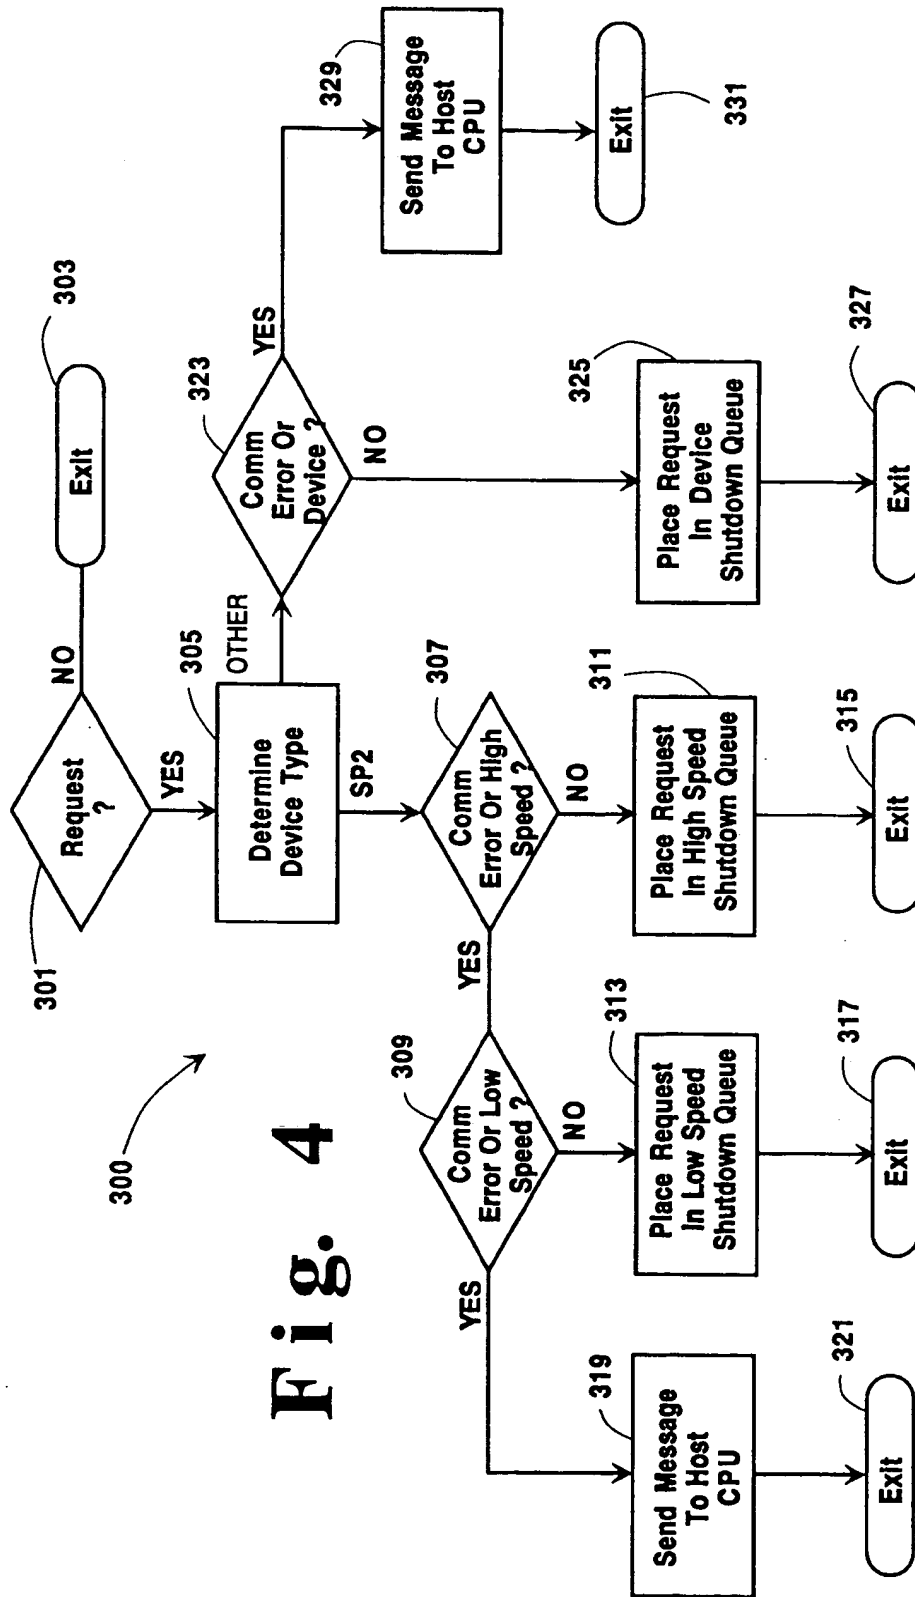 Fig. 4
300
301
Request
?
NO
303
Exit
YES
305
Determine
Device Type
OTHER
SP2
323
Comm
Error Or
Device ?
YES
NO
329
Send Message
To Host
CPU
Exit
331
325
Place Request
In Device
Shutdown Queue
327
Exit
307
Comm
Error Or High
Speed ?
YES
NO
311
Place Request
In High Speed
Shutdown Queue
315
Exit
309
Comm
Error Or Low
Speed ?
YES
NO
313
Place Request
In Low Speed
Shutdown Queue
317
Exit
319
Send Message
To Host
CPU
321
Exit